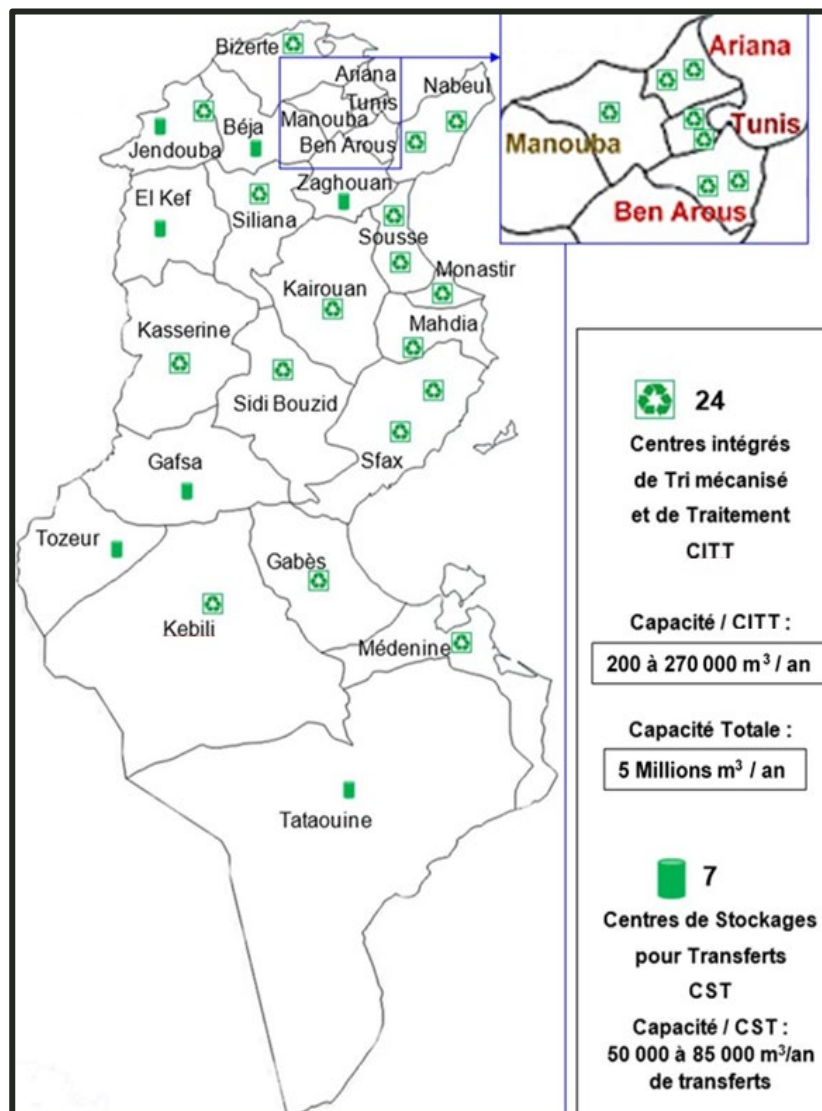 Bizerte
Ariana
Tunis
Manouba
Ben Arous
Nabeul
Jendouba
Béja
Zaghouan
El Kef
Siliana
Sousse
Monastir
Kairouan
Mahdia
Kasserine
Sidi Bouzid
Sfax
Gafsa
Tozeur
Gabès
Kebili
Médenine
Tataouine
Ariana
Manouba
Tunis
Ben Arous
24
Centres intégrés
de Tri mécanisé
et de Traitement
CITT
Capacité / CITT :
200 à 270 000 m³ / an
Capacité Totale :
5 Millions m³ / an
7
Centres de Stockages
pour Transferts
CST
Capacité / CST :
50 000 à 85 000 m³/an
de transferts